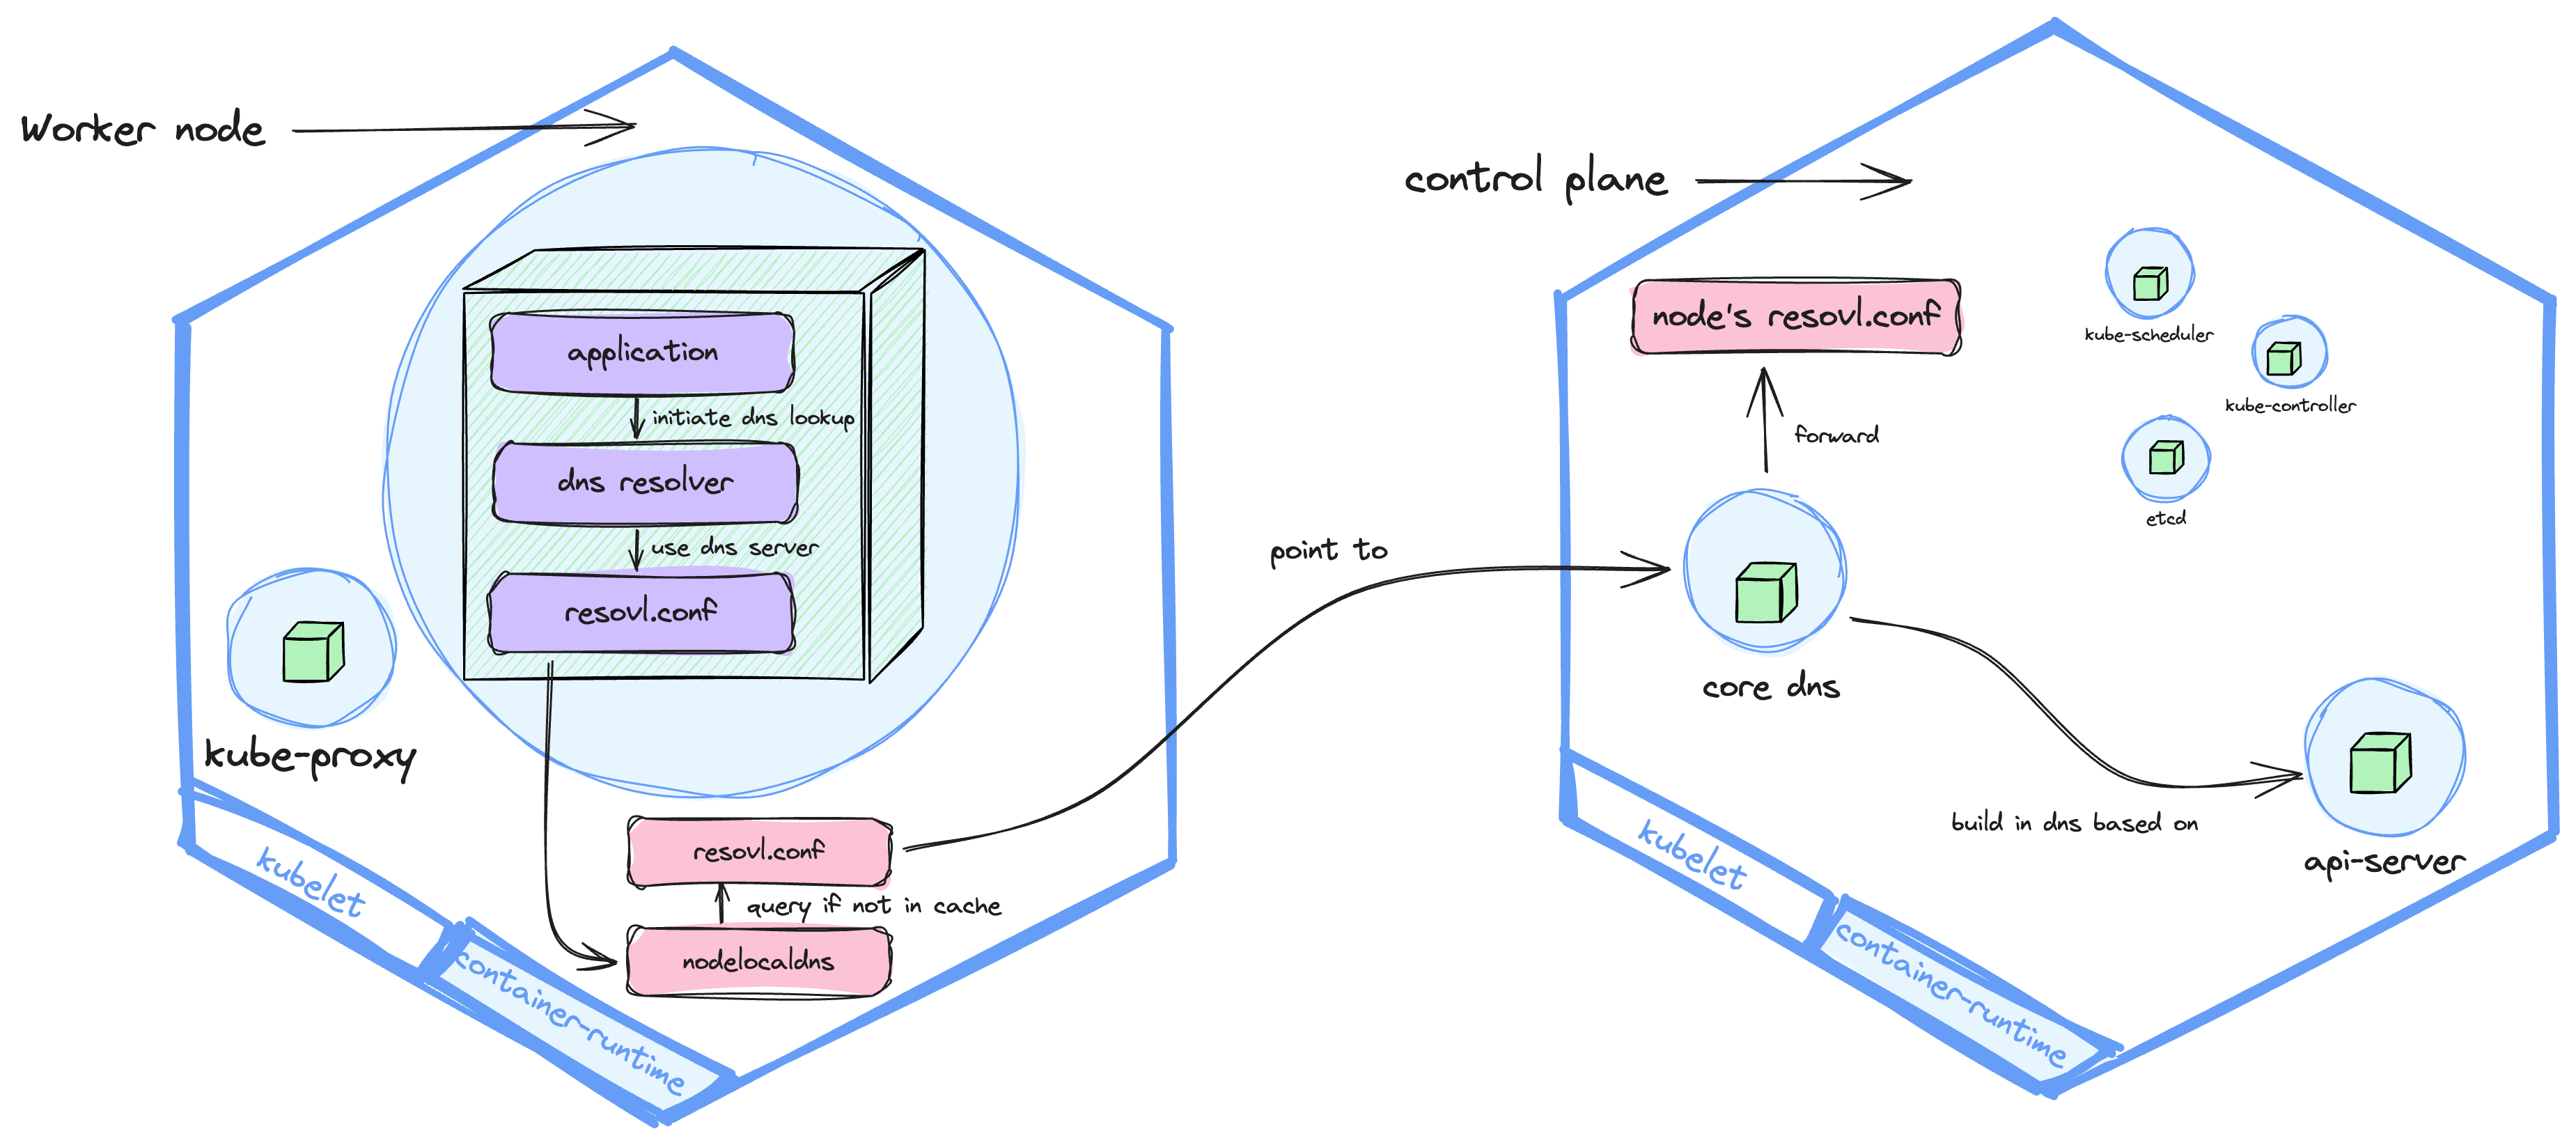 Worker node
application
initiate dns lookup
dns resolver
use dns server
resovl.conf
kube-proxy
resovl.conf
query if not in cache
nodelocaldns
kubelet
container-runtime
point to
control plane
node's resovl.conf
forward
core dns
kube-scheduler
kube-controller
etcd
build in dns based on
api-server
kubelet
container-runtime